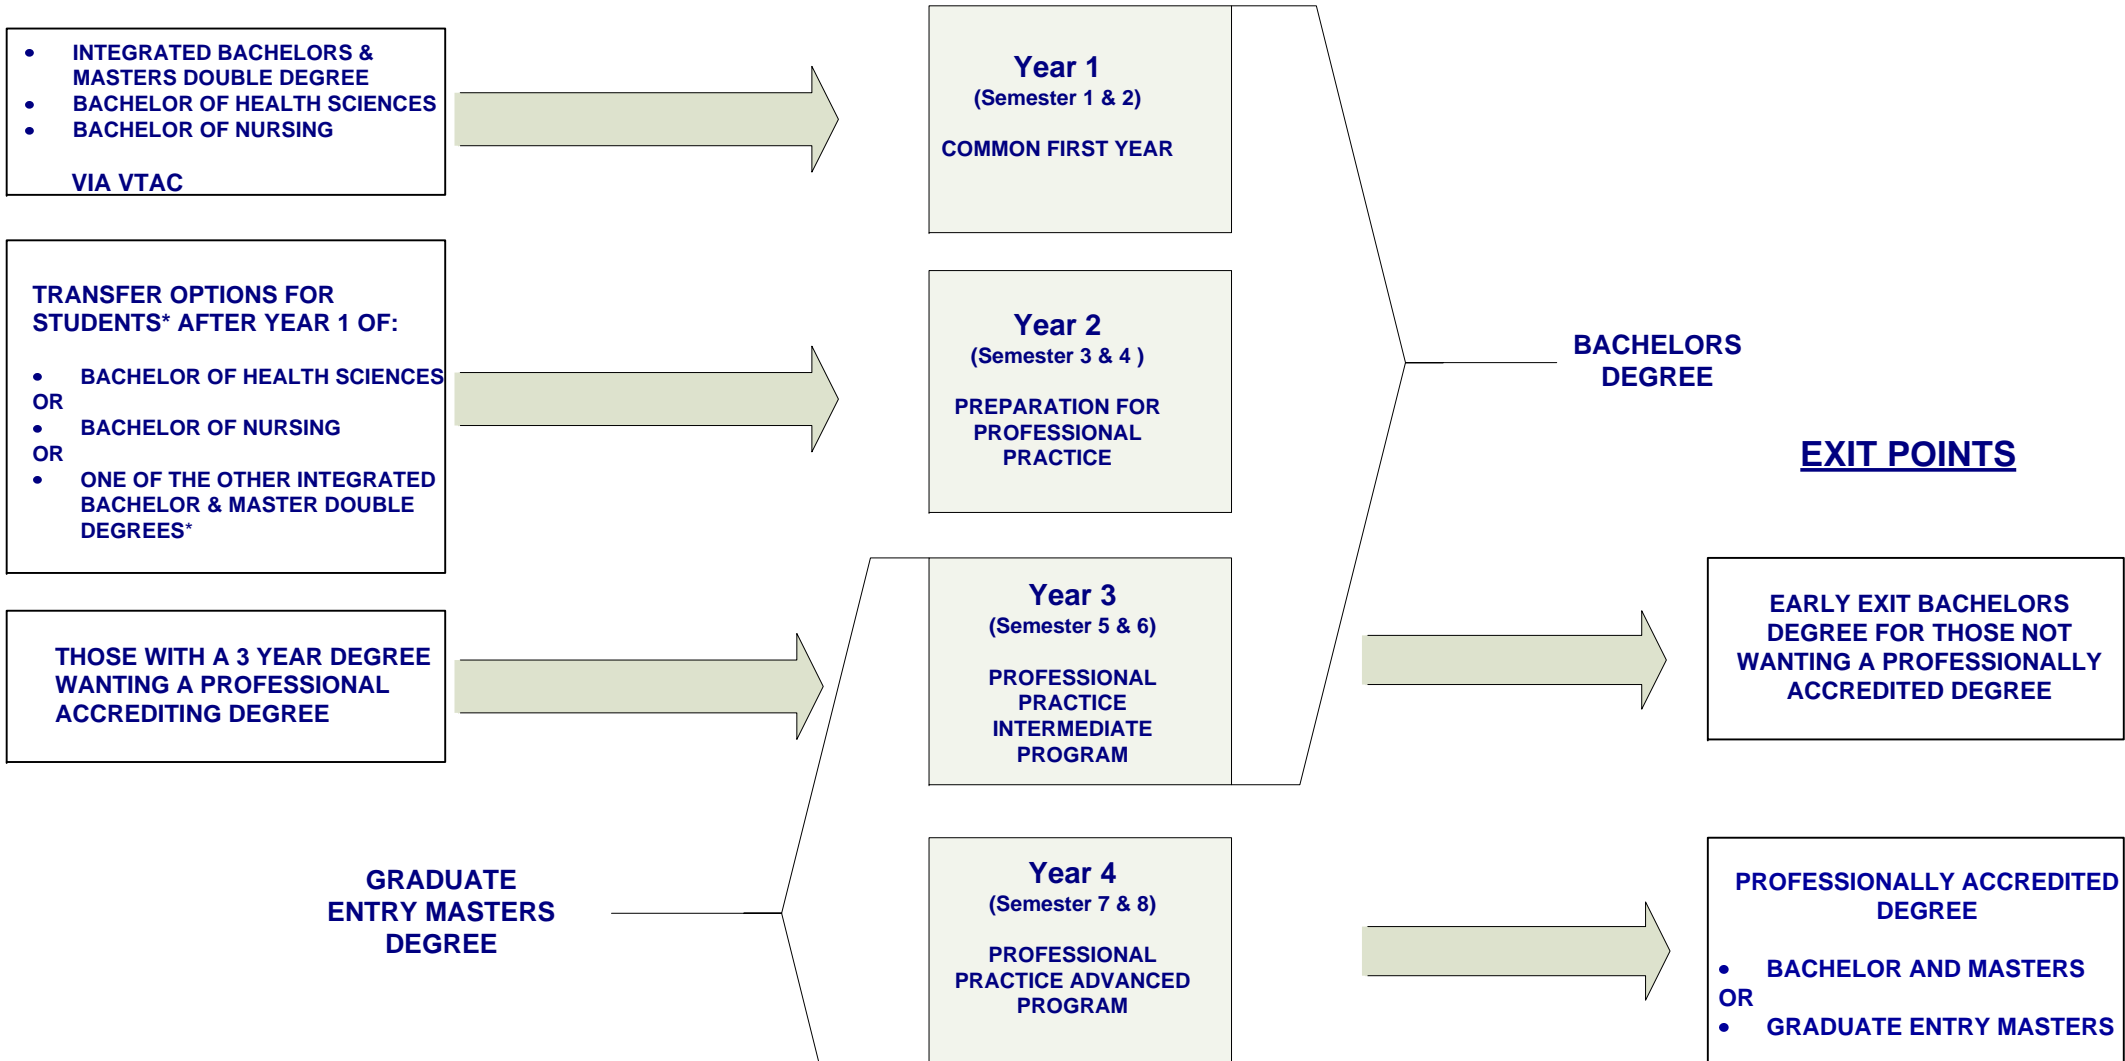 INTEGRATED BACHELORS &
MASTERS DOUBLE DEGREE
BACHELOR OF HEALTH SCIENCES
BACHELOR OF NURSING
VIA VTAC
Year 1
(Semester 1 & 2)
COMMON FIRST YEAR
TRANSFER OPTIONS FOR
STUDENTS* AFTER YEAR 1 OF:
BACHELOR OF HEALTH SCIENCES
OR
BACHELOR OF NURSING
OR
ONE OF THE OTHER INTEGRATED
BACHELOR & MASTER DOUBLE
DEGREES*
Year 2
(Semester 3 & 4 )
PREPARATION FOR
PROFESSIONAL
PRACTICE
BACHELORS
DEGREE
EXIT POINTS
THOSE WITH A 3 YEAR DEGREE
WANTING A PROFESSIONAL
ACCREDITING DEGREE
Year 3
(Semester 5 & 6)
PROFESSIONAL
PRACTICE
INTERMEDIATE
PROGRAM
EARLY EXIT BACHELORS
DEGREE FOR THOSE NOT
WANTING A PROFESSIONALLY
ACCREDITED DEGREE
GRADUATE
ENTRY MASTERS
DEGREE
Year 4
(Semester 7 & 8)
PROFESSIONAL
PRACTICE ADVANCED
PROGRAM
PROFESSIONALLY ACCREDITED
DEGREE
BACHELOR AND MASTERS
OR
GRADUATE ENTRY MASTERS